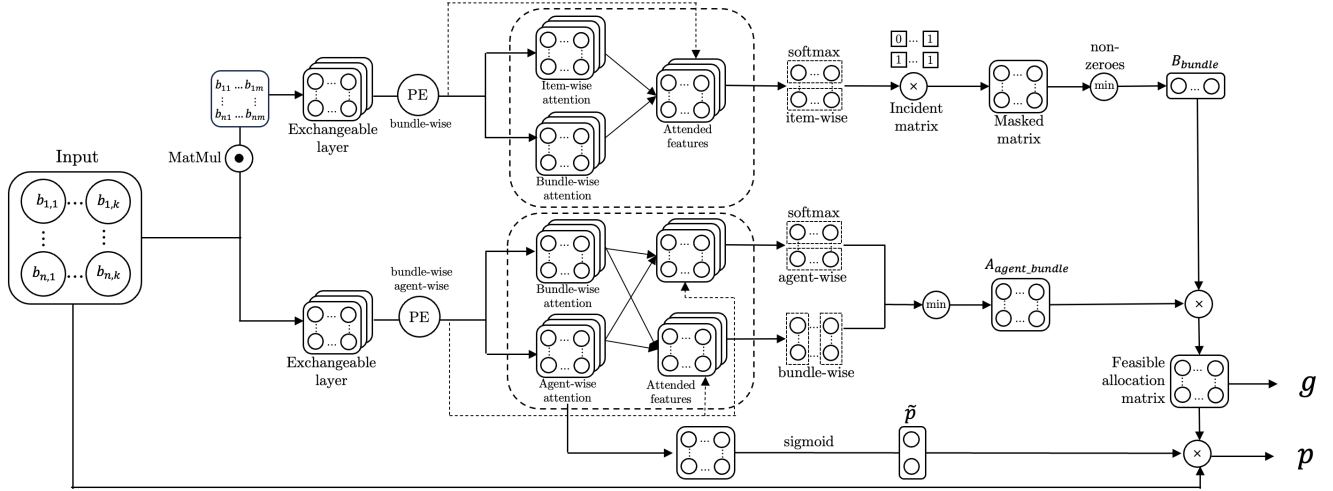 Input
b1,1 ... b1,k
bn,1 ... bn,k
MatMul
b11 ... b1m
bn1 ... bnm
Exchangeable
layer
PE
bundle-wise
Item-wise
attention
Bundle-wise
attention
Attended
features
softmax
item-wise
0 ... 1
1 ... 1
×
Incident
matrix
Masked
matrix
non-
zeroes
min
B_bundle
Exchangeable
layer
bundle-wise
agent-wise
PE
Bundle-wise
attention
Agent-wise
attention
Attended
features
softmax
agent-wise
bundle-wise
min
A_agent_bundle
×
Feasible
allocation
matrix
g
sigmoid
p̃
×
p